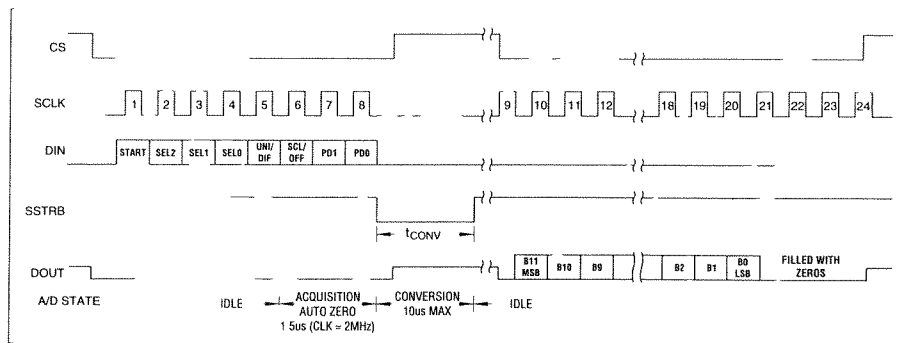 CS
SCLK 1 2 3 4 5 6 7 8 9 10 11 12 18 19 20 21 22 23 24
DIN START SEL2 SEL1 SEL0 UNI/DIF SCL/OFF PD1 PD0
SSTRB
tCONV
DOUT B11 MSB B10 B9 B2 B1 B0 LSB FILLED WITH ZEROS
A/D STATE IDLE ACQUISITION CONVERSION IDLE
AUTO ZERO 10us MAX
1 5us (CLK = 2MHz)